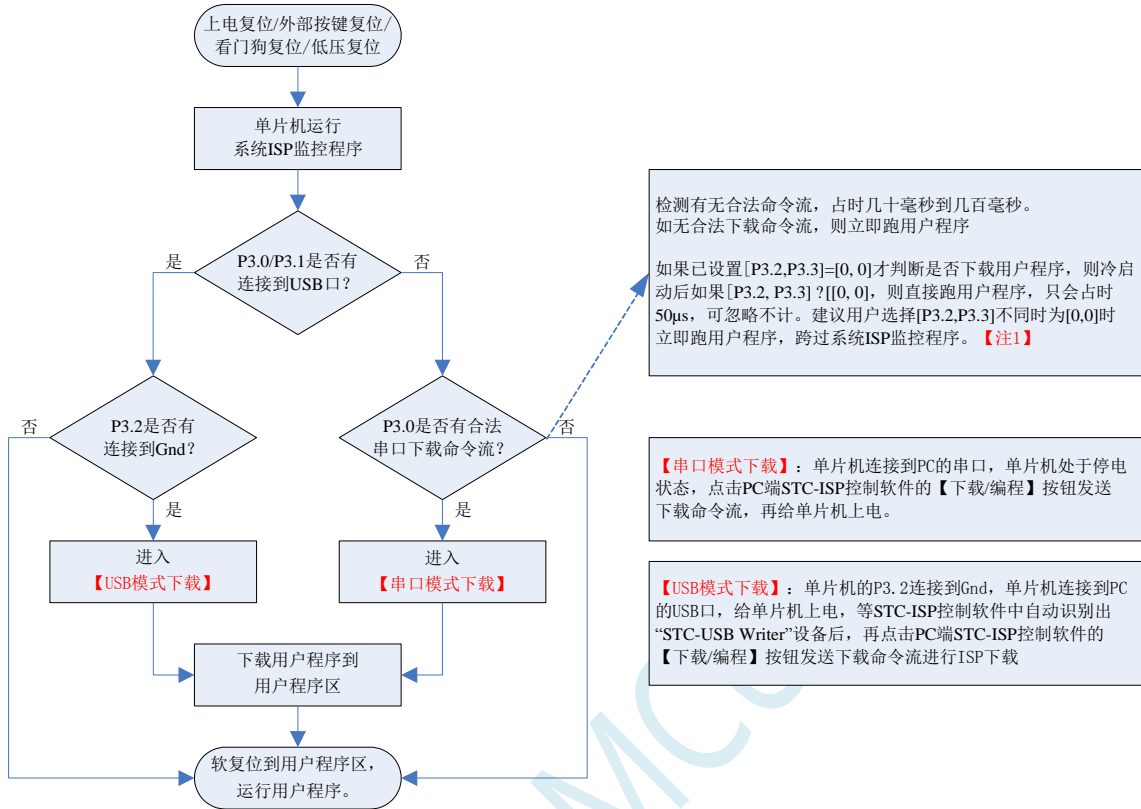 上电复位/外部按键复位/
看门狗复位/低压复位
单片机运行
系统ISP监控程序
P3.0/P3.1是否有
连接到USB口？
是
否
P3.2是否有
连接到Gnd？
否
是
P3.0是否有合法
串口下载命令流？
否
是
进入
【USB模式下载】
进入
【串口模式下载】
下载用户程序到
用户程序区
软复位到用户程序区，
运行用户程序。
检测有无合法命令流，占时几十毫秒到几百毫秒。
如无合法下载命令流，则立即跑用户程序
如果已设置[P3.2,P3.3]=[0, 0]才判断是否下载用户程序，则冷启
动后如果[P3.2, P3.3] ?[[0, 0]，则直接跑用户程序，只会占时
50μs，可忽略不计。建议用户选择[P3.2,P3.3]不同时为[0,0]时
立即跑用户程序，跨过系统ISP监控程序。【注1】
【串口模式下载】：单片机连接到PC的串口，单片机处于停电
状态，点击PC端STC-ISP控制软件的【下载/编程】按钮发送
下载命令流，再给单片机上电。
【USB模式下载】：单片机的P3.2连接到Gnd，单片机连接到PC
的USB口，给单片机上电，等STC-ISP控制软件中自动识别出
“STC-USB Writer”设备后，再点击PC端STC-ISP控制软件的
【下载/编程】按钮发送下载命令流进行ISP下载
MCU